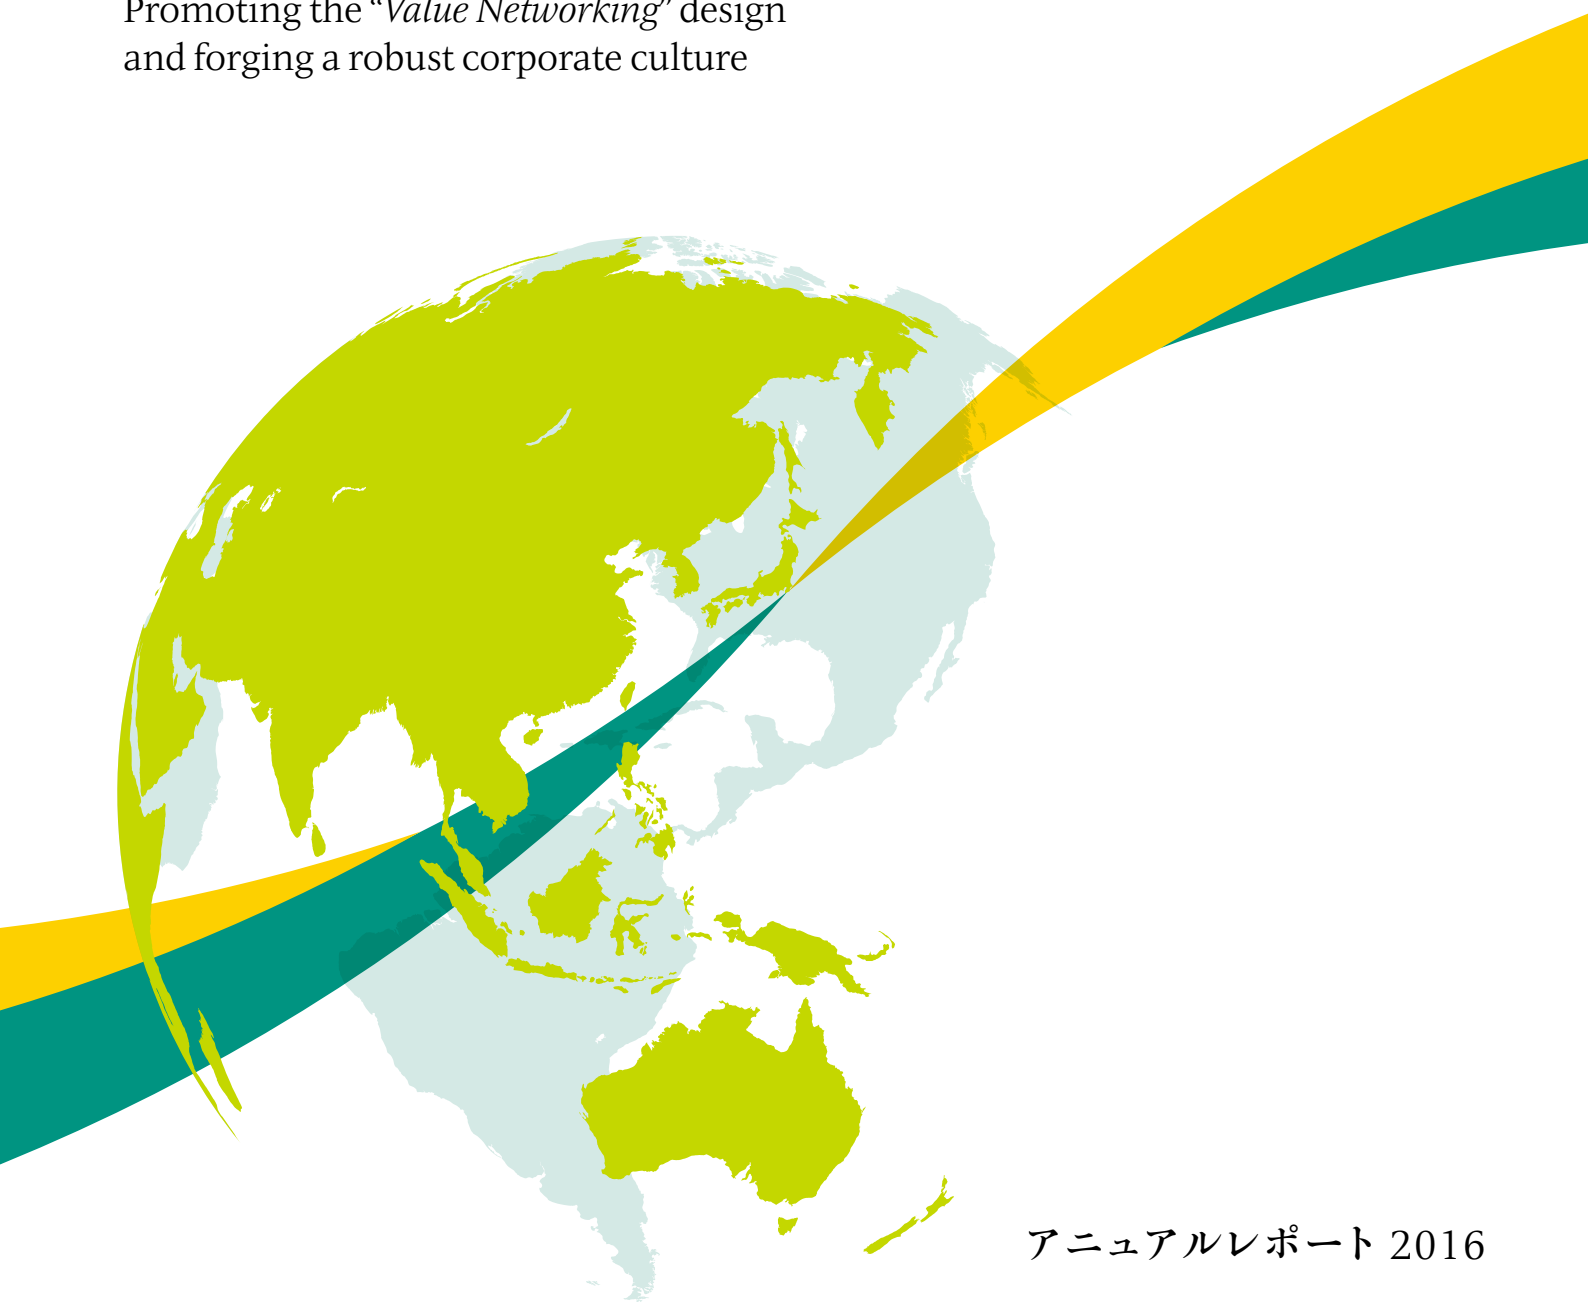 Promoting the “Value Networking” design
and forging a robust corporate culture
アニュアルレポート 2016